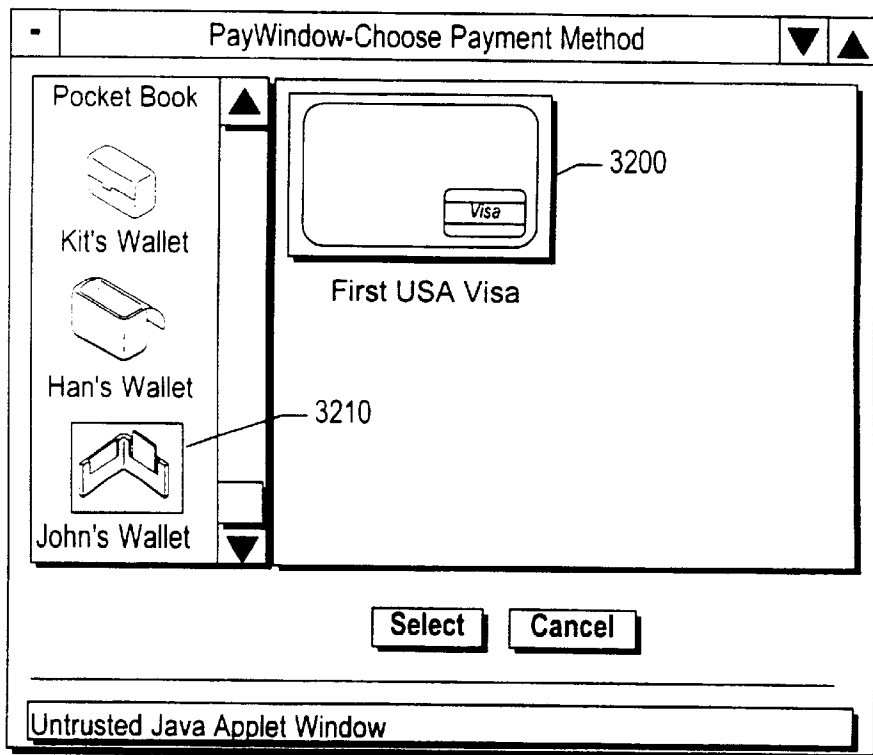 PayWindow-Choose Payment Method
Pocket Book
Kit's Wallet
Han's Wallet
3210
John's Wallet
Visa
3200
First USA Visa
Select
Cancel
Untrusted Java Applet Window